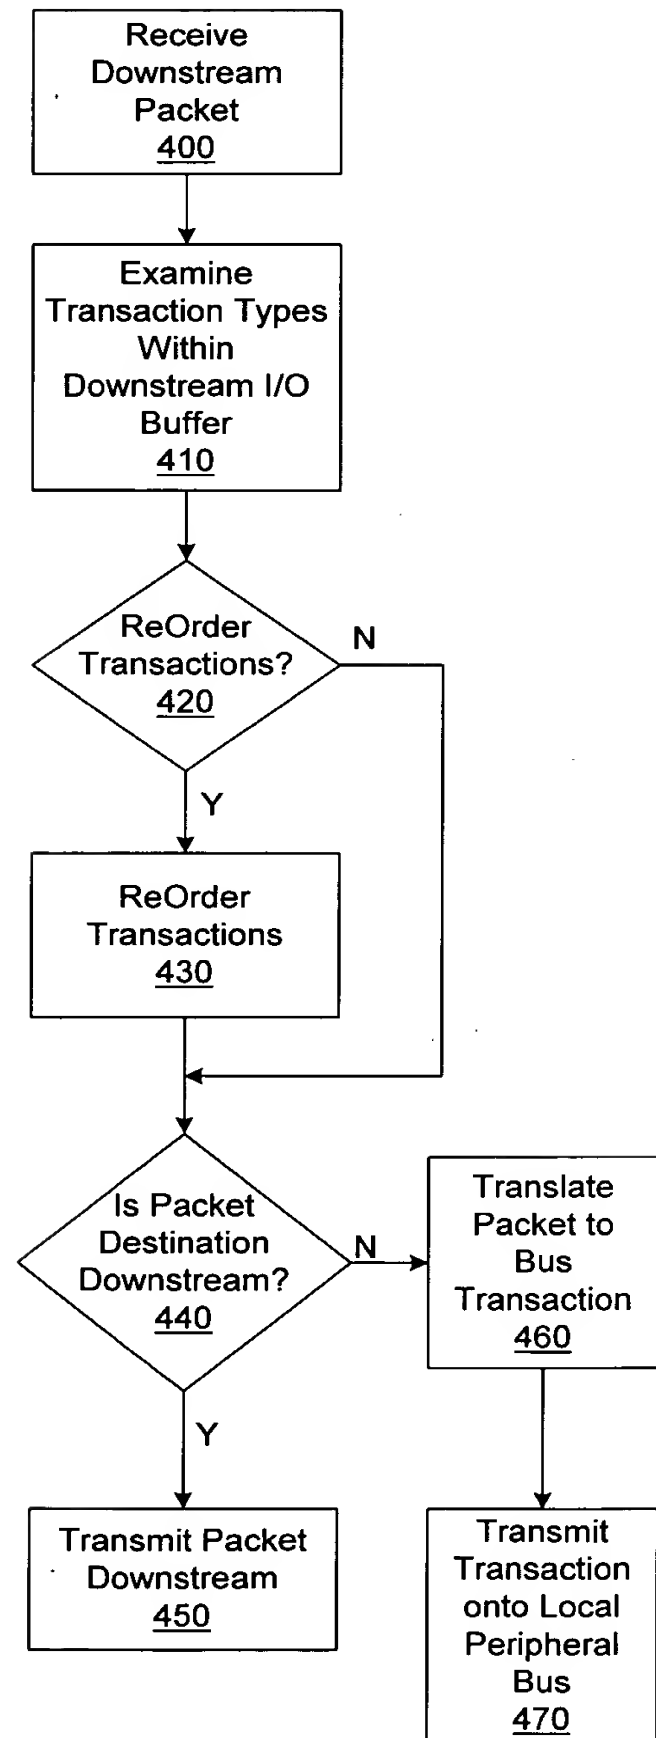 Receive
Downstream
Packet
400
Examine
Transaction Types
Within
Downstream I/O
Buffer
410
ReOrder
Transactions?
420
N
Y
ReOrder
Transactions
430
Is Packet
Destination
Downstream?
440
N
Y
Translate
Packet to
Bus
Transaction
460
Transmit Packet
Downstream
450
Transmit
Transaction
onto Local
Peripheral
Bus
470